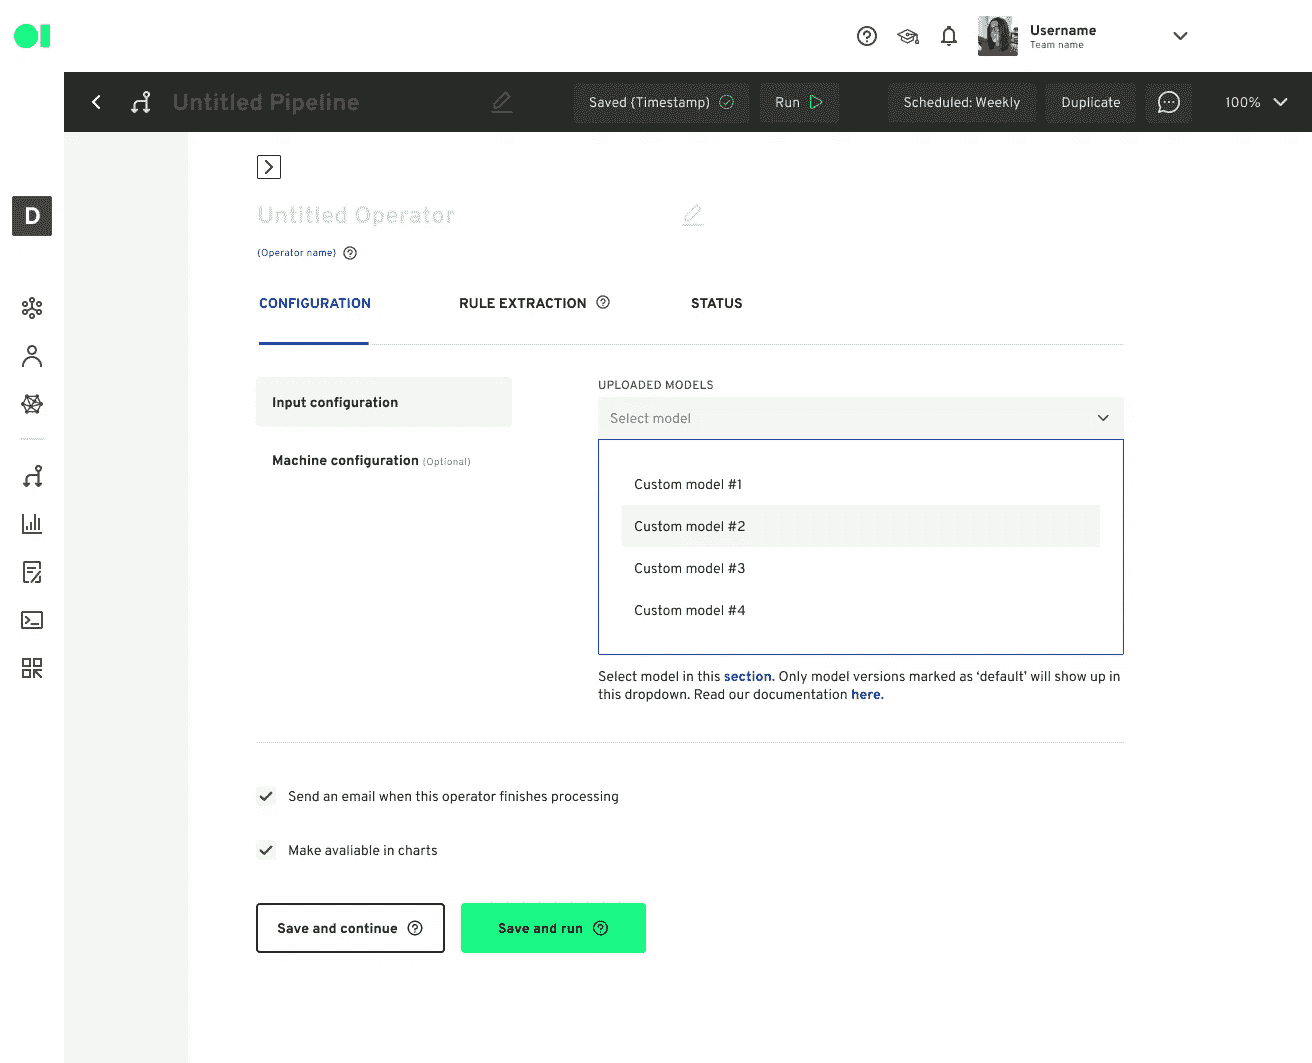 Username
Team name
Untitled Pipeline
Saved (Timestamp)
Run
Scheduled: Weekly
Duplicate
100%
D
Untitled Operator
(Operator name)
CONFIGURATION
RULE EXTRACTION
STATUS
Input configuration
Machine configuration (Optional)
UPLOADED MODELS
Select model
Custom model #1
Custom model #2
Custom model #3
Custom model #4
Select model in this section. Only model versions marked as ‘default’ will show up in
this dropdown. Read our documentation here.
Send an email when this operator finishes processing
Make avaliable in charts
Save and continue
Save and run